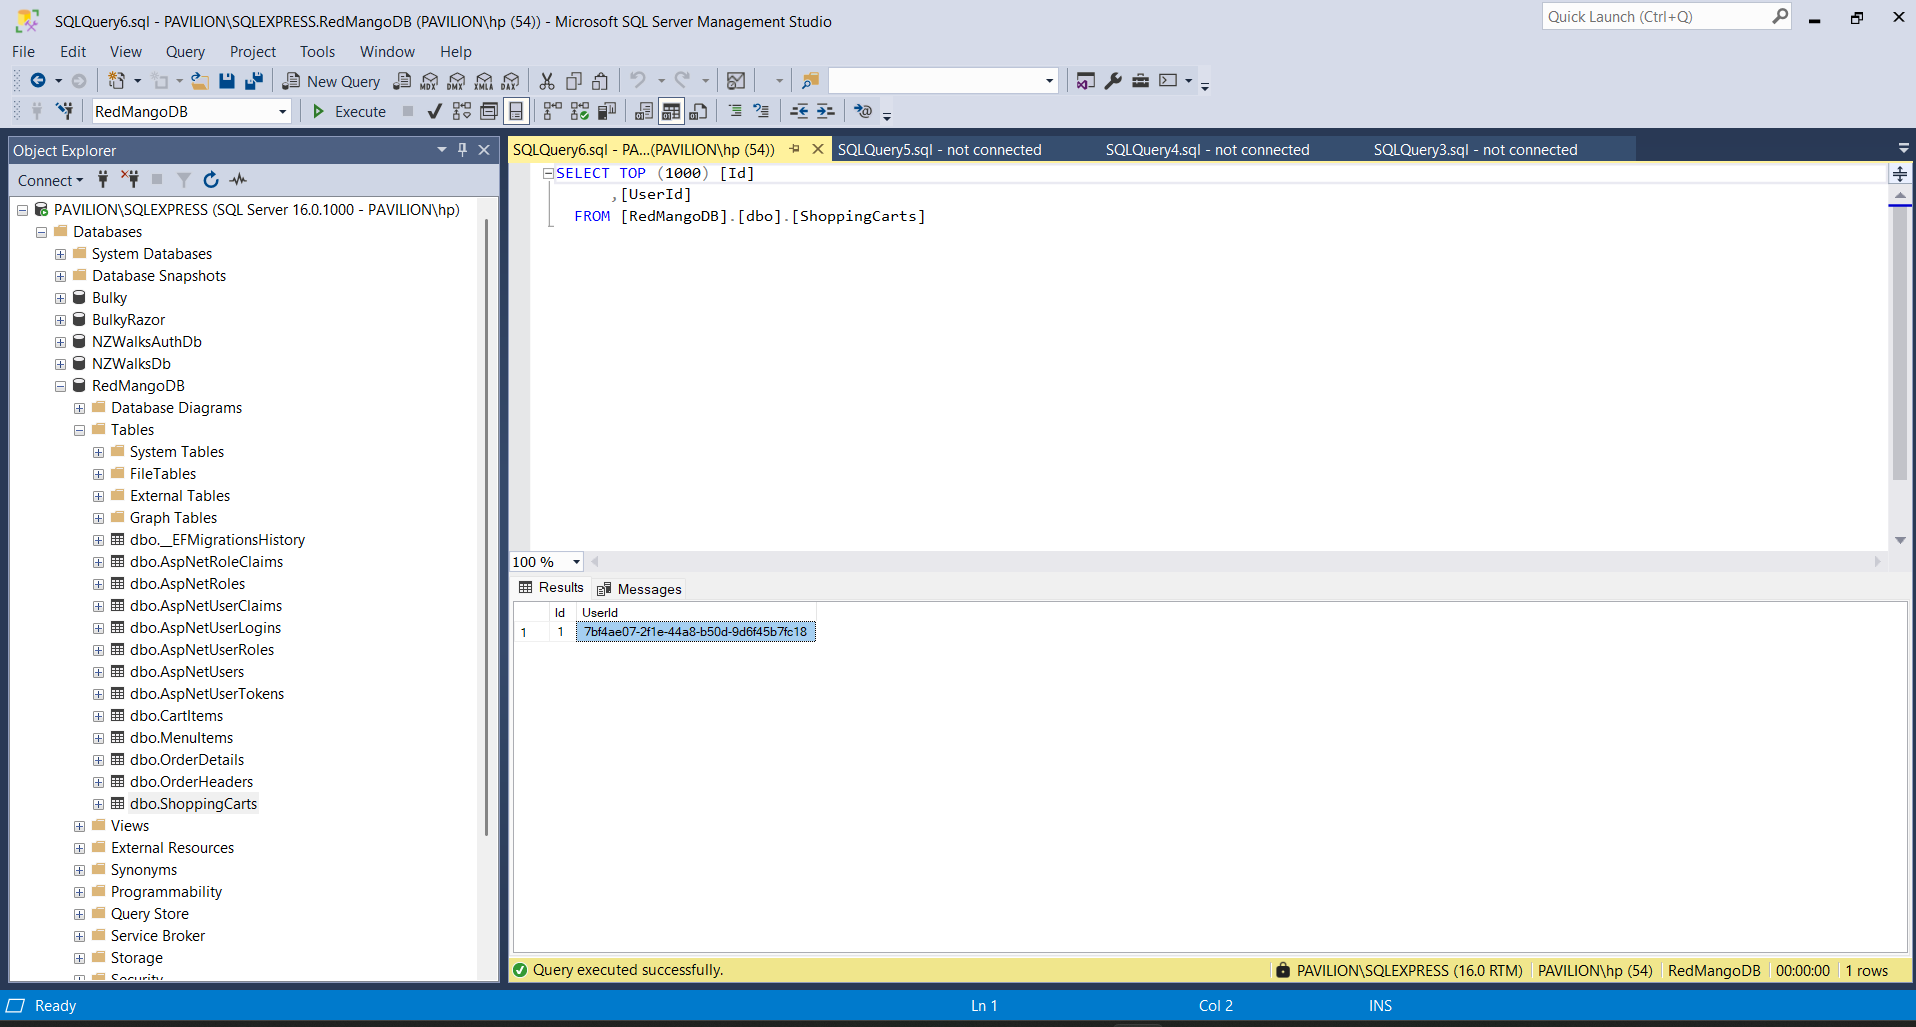 SQLQuery6.sql - PAVILION\SQLEXPRESS.RedMangoDB (PAVILION\hp (54)) - Microsoft SQL Server Management Studio
Quick Launch (Ctrl+Q)
File Edit View Query Project Tools Window Help
New Query MDX DMX XMLA DAX
RedMangoDB Execute
Object Explorer
Connect
PAVILION\SQLEXPRESS (SQL Server 16.0.1000 - PAVILION\hp)
Databases
System Databases
Database Snapshots
Bulky
BulkyRazor
NZWalksAuthDb
NZWalksDb
RedMangoDB
Database Diagrams
Tables
System Tables
FileTables
External Tables
Graph Tables
dbo.__EFMigrationsHistory
dbo.AspNetRoleClaims
dbo.AspNetRoles
dbo.AspNetUserClaims
dbo.AspNetUserLogins
dbo.AspNetUserRoles
dbo.AspNetUsers
dbo.AspNetUserTokens
dbo.CartItems
dbo.MenuItems
dbo.OrderDetails
dbo.OrderHeaders
dbo.ShoppingCarts
Views
External Resources
Synonyms
Programmability
Query Store
Service Broker
Storage
Security
SQLQuery6.sql - PA...(PAVILION\hp (54)) SQLQuery5.sql - not connected SQLQuery4.sql - not connected SQLQuery3.sql - not connected
SELECT TOP (1000) [Id]
,[UserId]
FROM [RedMangoDB].[dbo].[ShoppingCarts]
100 %
Results Messages
Id UserId
1 1 7bf4ae07-2f1e-44a8-b50d-9d6f45b7fc18
Query executed successfully. PAVILION\SQLEXPRESS (16.0 RTM) PAVILION\hp (54) RedMangoDB 00:00:00 1 rows
Ready Ln 1 Col 2 INS